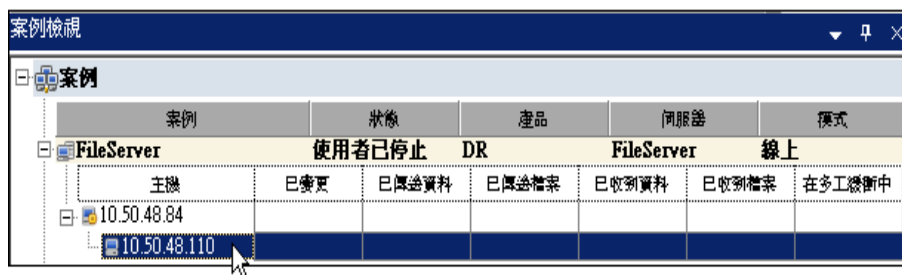 案例檢視
案例
案例 狀態 產品 伺服器 模式
FileServer 使用者已停止 DR FileServer 線上
主機 已變更 已傳送資料 已傳送檔案 已收到資料 已收到檔案 在多工緩衝中
10.50.48.84
10.50.48.110